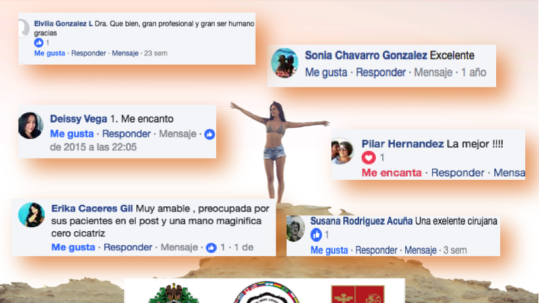 Elvilia Gonzalez L Dra. Que bien, gran profesional y gran ser humano
gracias
1
Me gusta · Responder · Mensaje · 23 sem
Sonia Chavarro Gonzalez Excelente
Me gusta · Responder · Mensaje · 1 año
Deissy Vega 1. Me encanto
Me gusta · Responder · Mensaje ·
de 2015 a las 22:05
Pilar Hernandez La mejor !!!!
1
Me encanta · Responder · Mensa
Erika Caceres Gil Muy amable , preocupada por
sus pacientes en el post y una mano maginifica
cero cicatriz
Me gusta · Responder · Mensaje · 1 · 1 de
Susana Rodriguez Acuña Una exelente cirujana
1
Me gusta · Responder · Mensaje · 3 sem